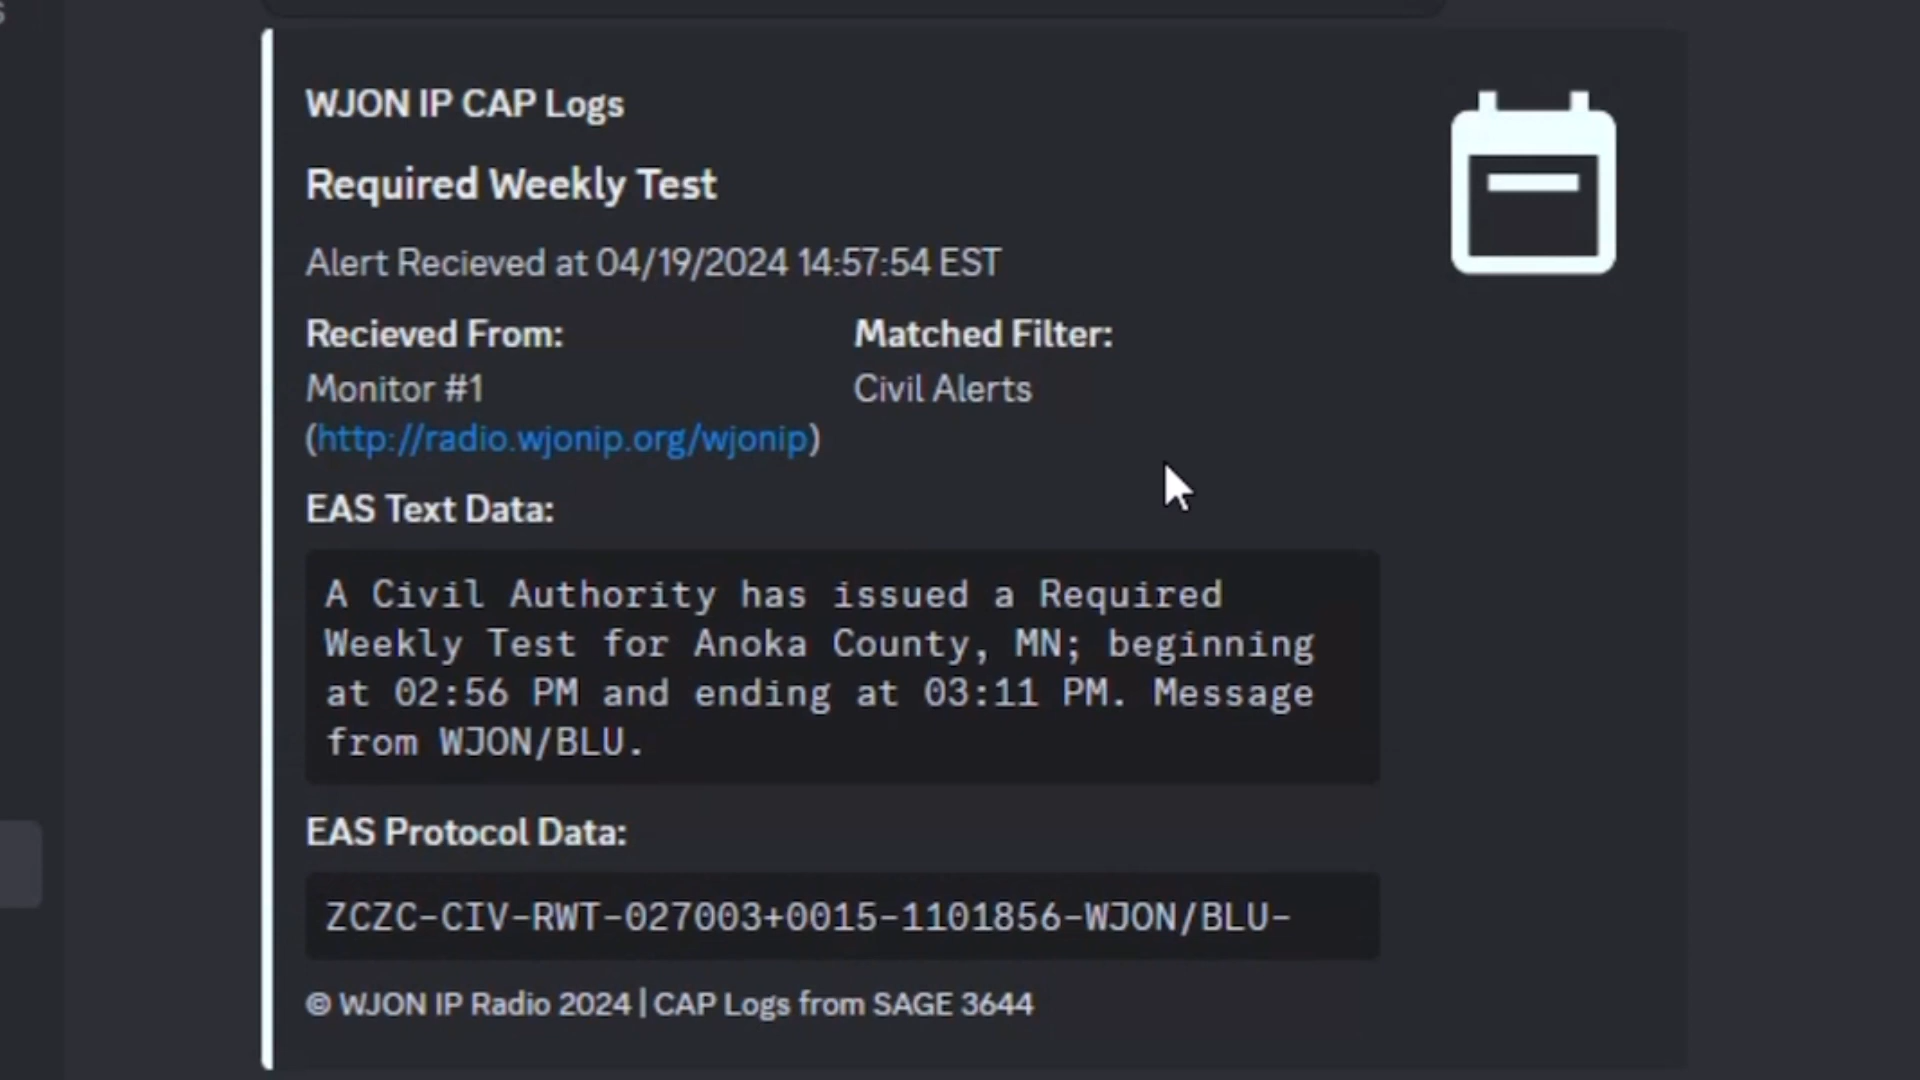 WJON IP CAP Logs
Required Weekly Test
Alert Recieved at 04/19/2024 14:57:54 EST
Recieved From:
Matched Filter:
Monitor #1
Civil Alerts
(http://radio.wjonip.org/wjonip)
EAS Text Data:
A Civil Authority has issued a Required
Weekly Test for Anoka County, MN; beginning
at 02:56 PM and ending at 03:11 PM. Message
from WJON/BLU.
EAS Protocol Data:
ZCZC-CIV-RWT-027003+0015-1101856-WJON/BLU-
© WJON IP Radio 2024 | CAP Logs from SAGE 3644